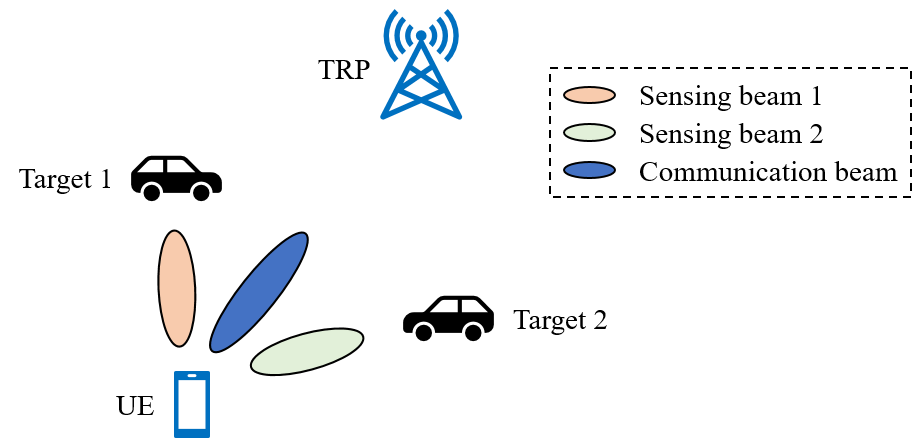 TRP
Sensing beam 1
Sensing beam 2
Communication beam
Target 1
Target 2
UE